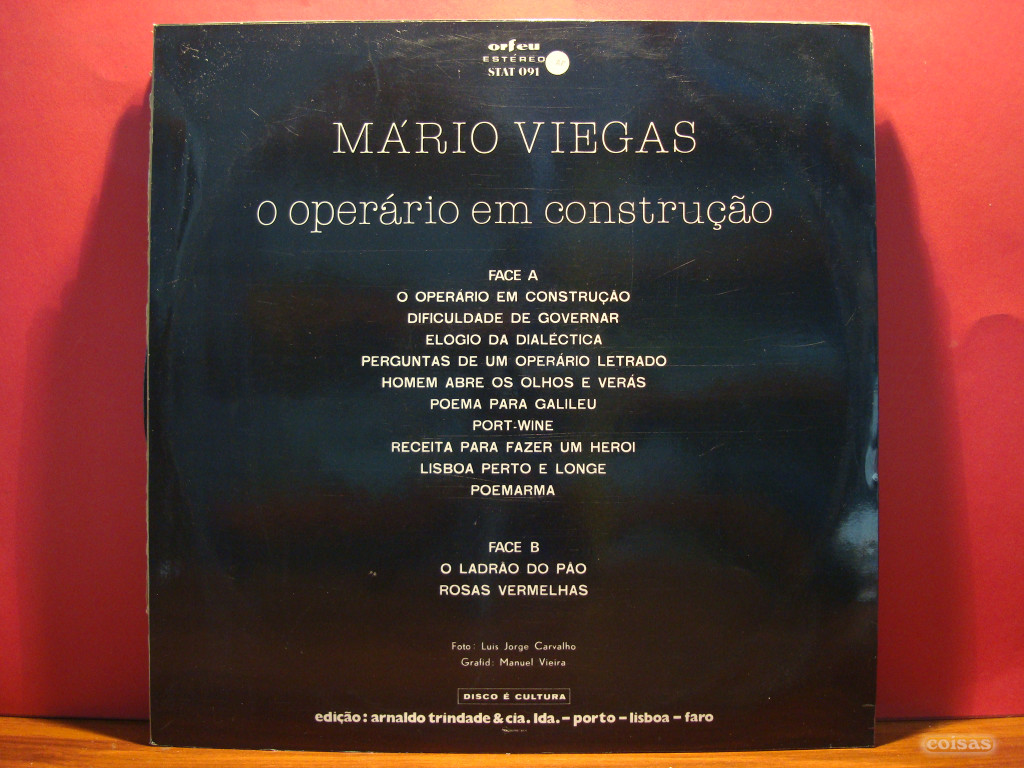 orfeu
ESTÉREO
STAT 091
MÁRIO VIEGAS
o operário em construção
FACE A
O OPERÁRIO EM CONSTRUÇÃO
DIFICULDADE DE GOVERNAR
ELOGIO DA DIALÉCTICA
PERGUNTAS DE UM OPERÁRIO LETRADO
HOMEM ABRE OS OLHOS E VERÁS
POEMA PARA GALILEU
PORT-WINE
RECEITA PARA FAZER UM HEROI
LISBOA PERTO E LONGE
POEMARMA
FACE B
O LADRÃO DO PÃO
ROSAS VERMELHAS
Foto: Luis Jorge Carvalho
Grafid: Manuel Vieira
DISCO É CULTURA
edição: arnaldo trindade & cia. lda. – porto – lisboa – faro
coisas